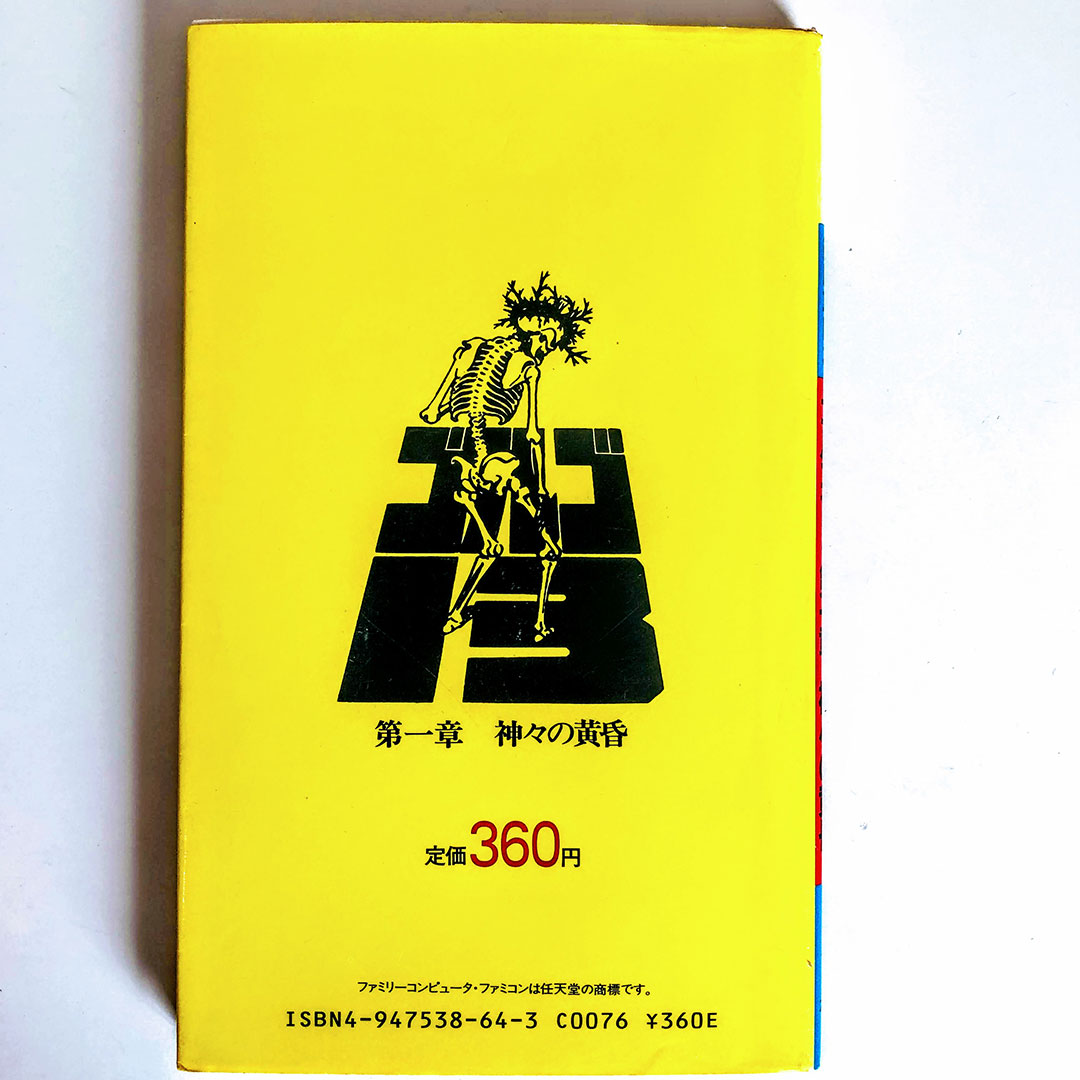 ゴルゴ
13
第一章 神々の黄昏
定価360円
ファミリーコンピュータ・ファミコンは任天堂の商標です。
ISBN4-947538-64-3 C0076 ¥360E